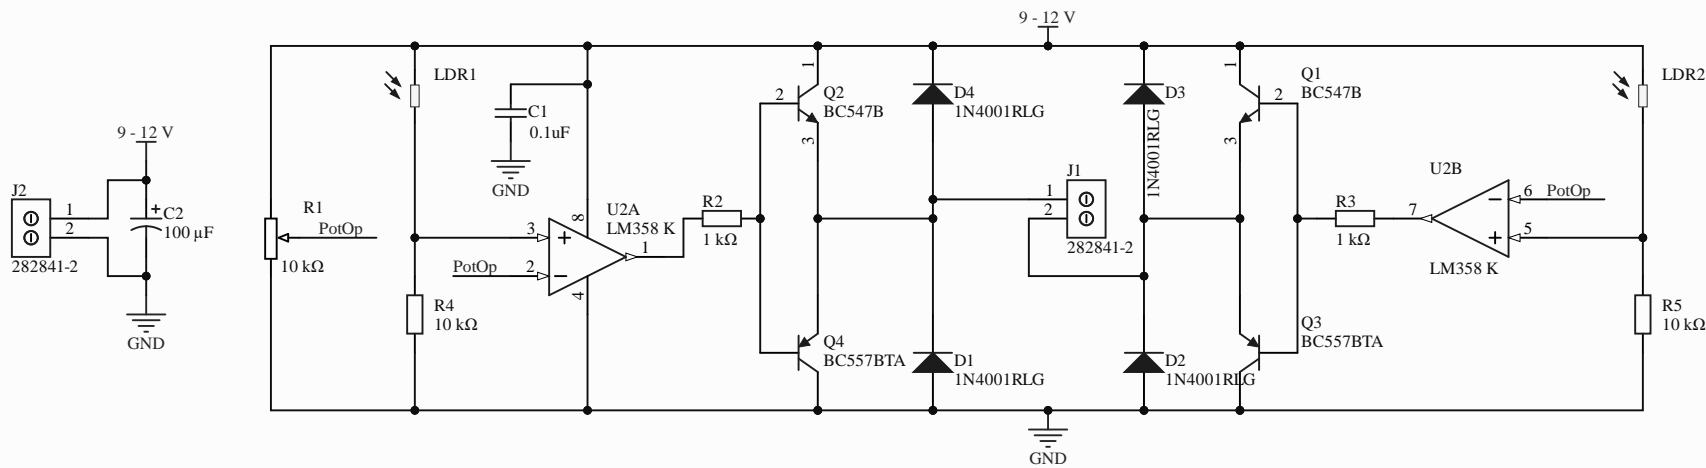 9 - 12 V
J2
1
2
282841-2
+
C2
100 µF
GND
R1
PotOp
10 kΩ
LDR1
R4
10 kΩ
C1
0.1uF
GND
U2A
LM358 K
8
3
+
1
PotOp
2
−
4
R2
1 kΩ
1
Q2
2
BC547B
3
Q4
BC557BTA
D4
1N4001RLG
D1
1N4001RLG
9 - 12 V
D3
1N4001RLG
J1
1
2
282841-2
D2
1N4001RLG
GND
1
Q1
BC547B
2
3
Q3
BC557BTA
R3
1 kΩ
7
U2B
−
6
PotOp
+
5
LM358 K
LDR2
R5
10 kΩ